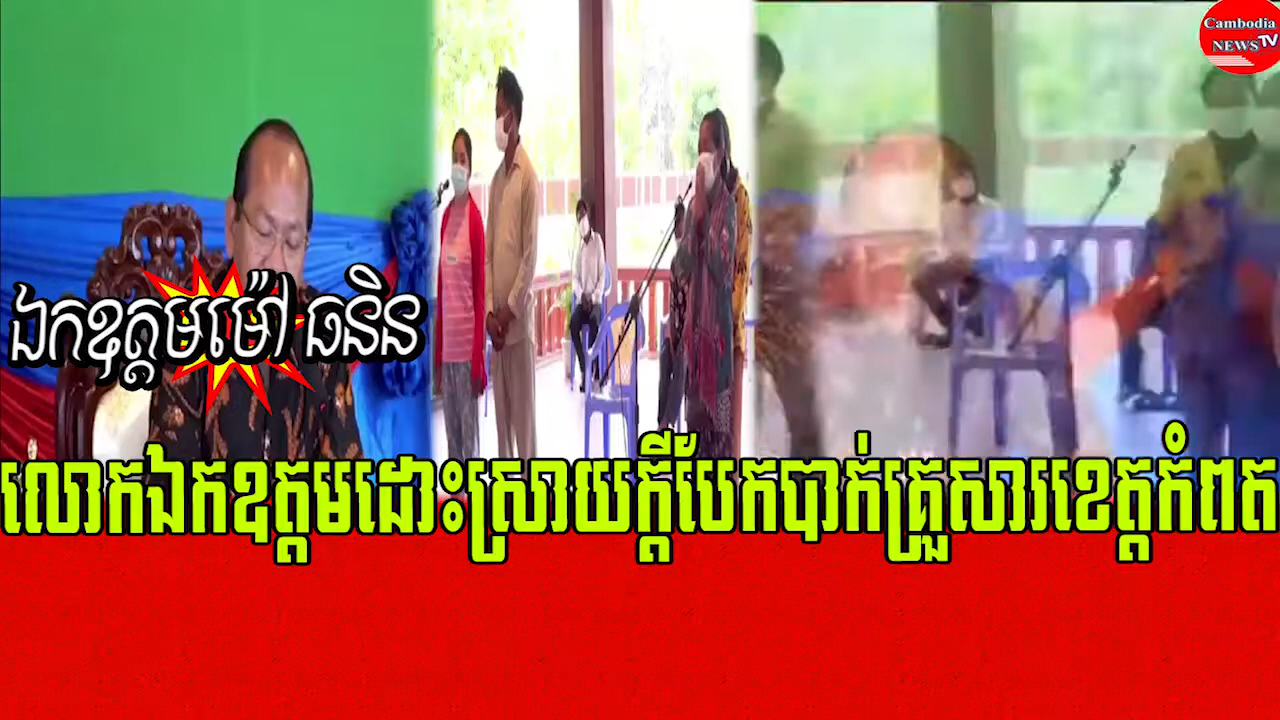 Cambodia
NEWS TV
ឯកឧត្តមម៉ៅ ធនិន
លោកឯកឧត្តមដោះស្រាយក្ដីបែកបាក់គ្រួសារខេត្តកំពត